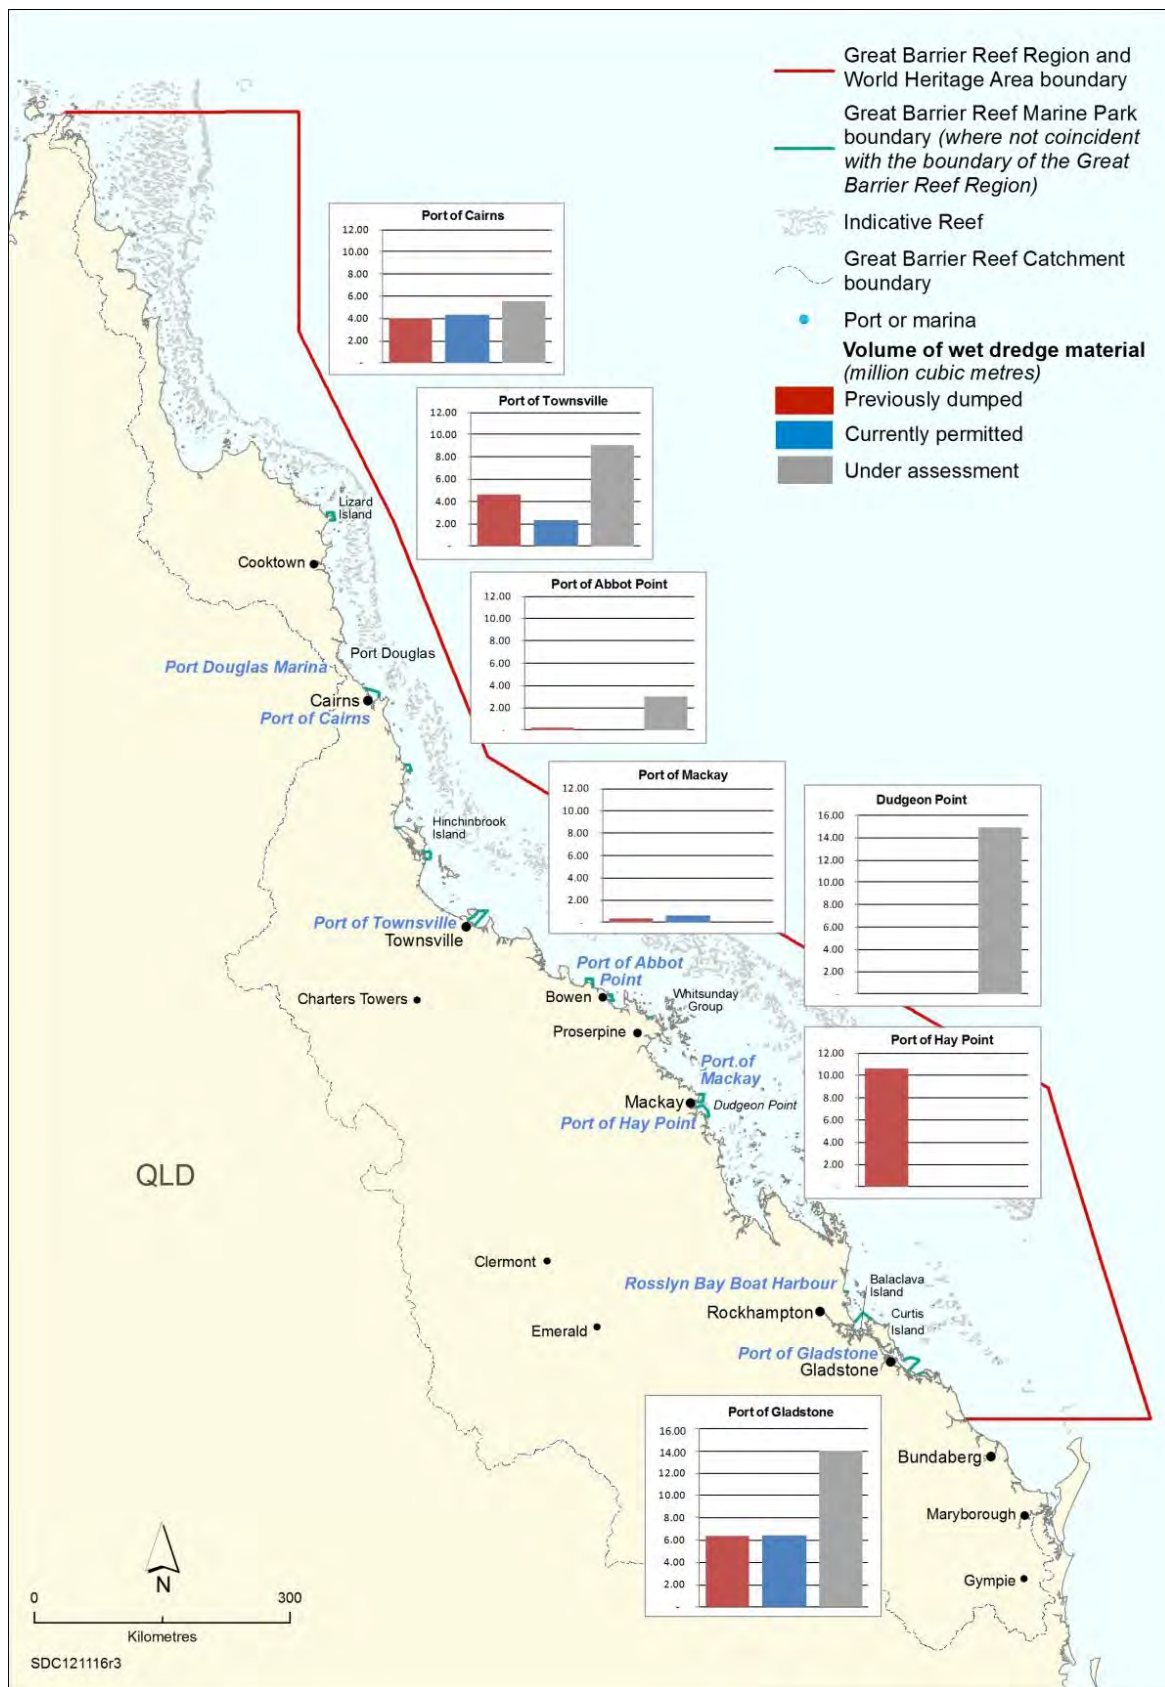 Great Barrier Reef Region and
World Heritage Area boundary
Great Barrier Reef Marine Park
boundary (where not coincident
with the boundary of the Great
Barrier Reef Region)
Indicative Reef
Great Barrier Reef Catchment
boundary
Port or marina
Volume of wet dredge material
(million cubic metres)
Previously dumped
Currently permitted
Under assessment
Port of Cairns
12.00
10.00
8.00
6.00
4.00
2.00
-
Port of Townsville
12.00
10.00
8.00
6.00
4.00
2.00
-
Port of Abbot Point
12.00
10.00
8.00
6.00
4.00
2.00
-
Port of Mackay
12.00
10.00
8.00
6.00
4.00
2.00
-
Dudgeon Point
16.00
14.00
12.00
10.00
8.00
6.00
4.00
2.00
-
Port of Hay Point
12.00
10.00
8.00
6.00
4.00
2.00
-
Lizard
Island
Cooktown
Port Douglas
Port Douglas Marina
Cairns
Port of Cairns
Hinchinbrook
Island
Port of Townsville
Townsville
Port of Abbot
Point
Bowen
Whitsunday
Group
Charters Towers
Proserpine
Port of
Mackay
Mackay
Dudgeon Point
Port of Hay Point
QLD
Clermont
Rosslyn Bay Boat Harbour
Balaclava
Island
Rockhampton
Curtis
Island
Emerald
Port of Gladstone
Gladstone
Port of Gladstone
16.00
14.00
12.00
10.00
8.00
6.00
4.00
2.00
-
Bundaberg
Maryborough
Gympie
N
0 300
Kilometres
SDC121116r3